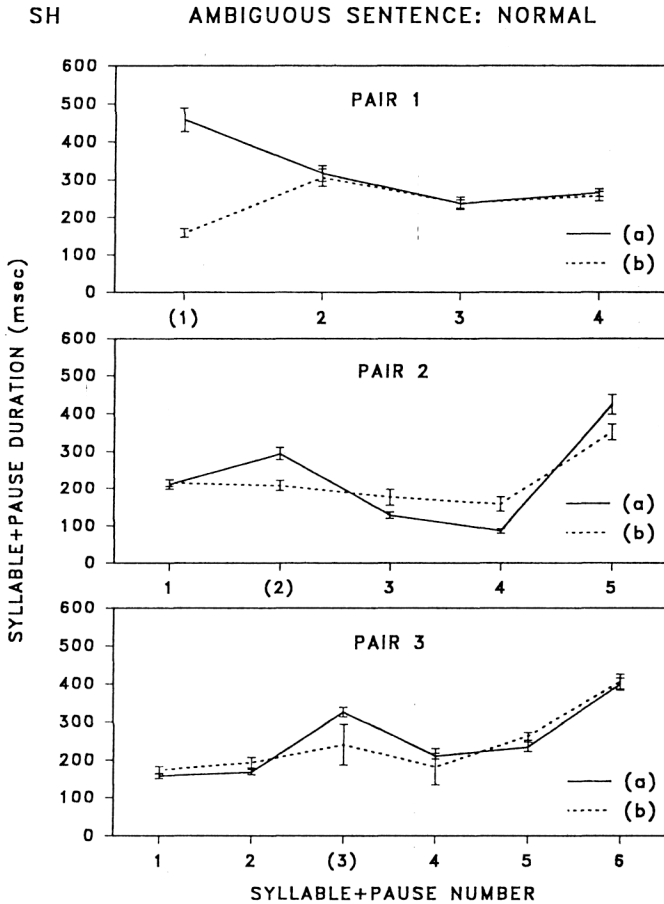 SH AMBIGUOUS SENTENCE: NORMAL
SYLLABLE+PAUSE DURATION (msec)
600
500
400
300
200
100
0
PAIR 1
(a)
(b)
(1) 2 3 4
600
500
400
300
200
100
0
PAIR 2
(a)
(b)
1 (2) 3 4 5
600
500
400
300
200
100
0
PAIR 3
(a)
(b)
1 2 (3) 4 5 6
SYLLABLE+PAUSE NUMBER